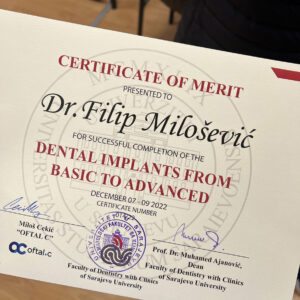 CERTIFICATE OF MERIT
PRESENTED TO
Dr. Filip Milošević
FOR SUCCESSFUL COMPLETION OF THE
DENTAL IMPLANTS FROM
BASIC TO ADVANCED
DECEMBER 07 - 09 2022
CERTIFICATE NUMBER
Miloš Cekić
"OFTAL C"
oftal.c
Faculty of Dentistry with Clinics
of Sarajevo University
Prof. Dr. Muhamed Ajanović,
Dean
Faculty of Dentistry with Clinics
of Sarajevo University